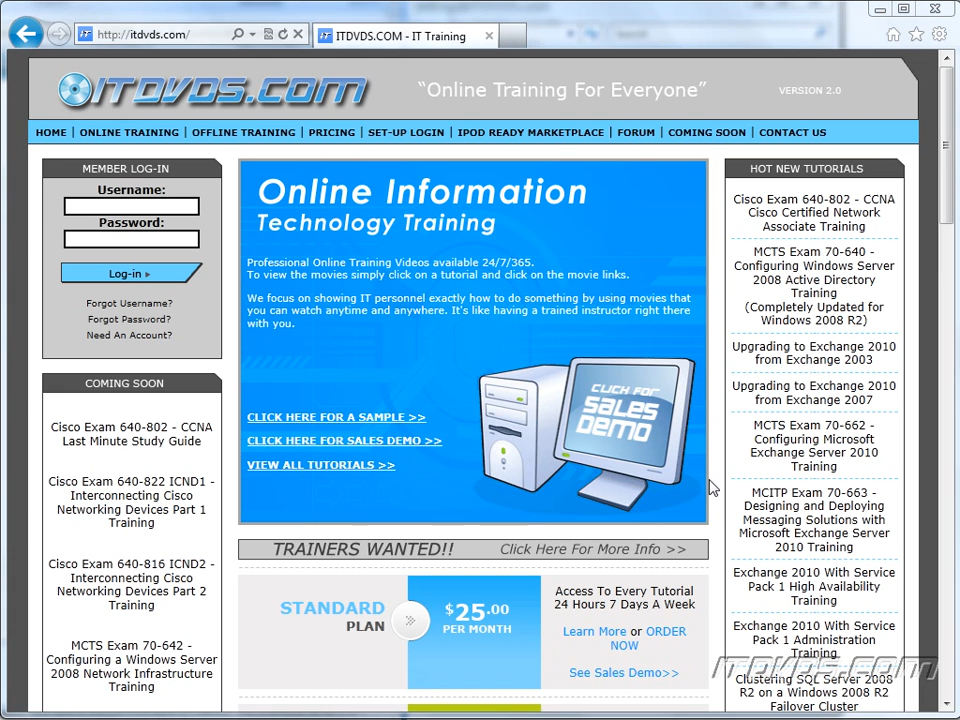 http://itdvds.com/
ITDVDS.COM - IT Training
ITDVDS.COM
“Online Training For Everyone”
VERSION 2.0
HOME | ONLINE TRAINING | OFFLINE TRAINING | PRICING | SET-UP LOGIN | IPOD READY MARKETPLACE | FORUM | COMING SOON | CONTACT US
MEMBER LOG-IN
Username:
Password:
Log-in
Forgot Username?
Forgot Password?
Need An Account?
COMING SOON
Cisco Exam 640-802 - CCNA
Last Minute Study Guide
Cisco Exam 640-822 ICND1 -
Interconnecting Cisco
Networking Devices Part 1
Training
Cisco Exam 640-816 ICND2 -
Interconnecting Cisco
Networking Devices Part 2
Training
MCTS Exam 70-642 -
Configuring a Windows Server
2008 Network Infrastructure
Training
Online Information
Technology Training
Professional Online Training Videos available 24/7/365.
To view the movies simply click on a tutorial and click on the movie links.
We focus on showing IT personnel exactly how to do something by using movies that
you can watch anytime and anywhere. It's like having a trained instructor right there
with you.
CLICK HERE FOR A SAMPLE >>
CLICK HERE FOR SALES DEMO >>
VIEW ALL TUTORIALS >>
CLICK FOR
SALES
DEMO
TRAINERS WANTED!! Click Here For More Info >>
STANDARD
PLAN
$25.00
PER MONTH
Access To Every Tutorial
24 Hours 7 Days A Week
Learn More or ORDER
NOW
See Sales Demo>>
HOT NEW TUTORIALS
Cisco Exam 640-802 - CCNA
Cisco Certified Network
Associate Training
MCTS Exam 70-640 -
Configuring Windows Server
2008 Active Directory
Training
(Completely Updated for
Windows 2008 R2)
Upgrading to Exchange 2010
from Exchange 2003
Upgrading to Exchange 2010
from Exchange 2007
MCTS Exam 70-662 -
Configuring Microsoft
Exchange Server 2010
Training
MCITP Exam 70-663 -
Designing and Deploying
Messaging Solutions with
Microsoft Exchange Server
2010 Training
Exchange 2010 With Service
Pack 1 High Availability
Training
Exchange 2010 With Service
Pack 1 Administration
Training
Clustering SQL Server 2008
R2 on a Windows 2008 R2
Failover Cluster
ITDVDS.COM